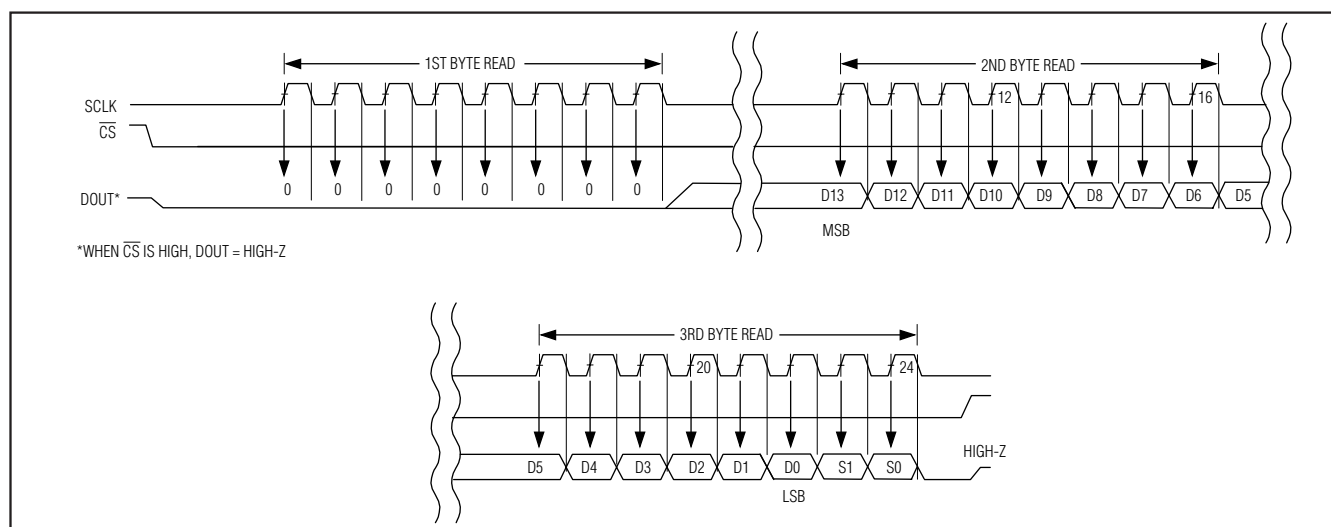 1ST BYTE READ 2ND BYTE READ
SCLK 12 16
CS
0 0 0 0 0 0 0 0
DOUT* D13 D12 D11 D10 D9 D8 D7 D6 D5
MSB
*WHEN CS IS HIGH, DOUT = HIGH-Z
3RD BYTE READ
20 24
HIGH-Z
D5 D4 D3 D2 D1 D0 S1 S0
LSB